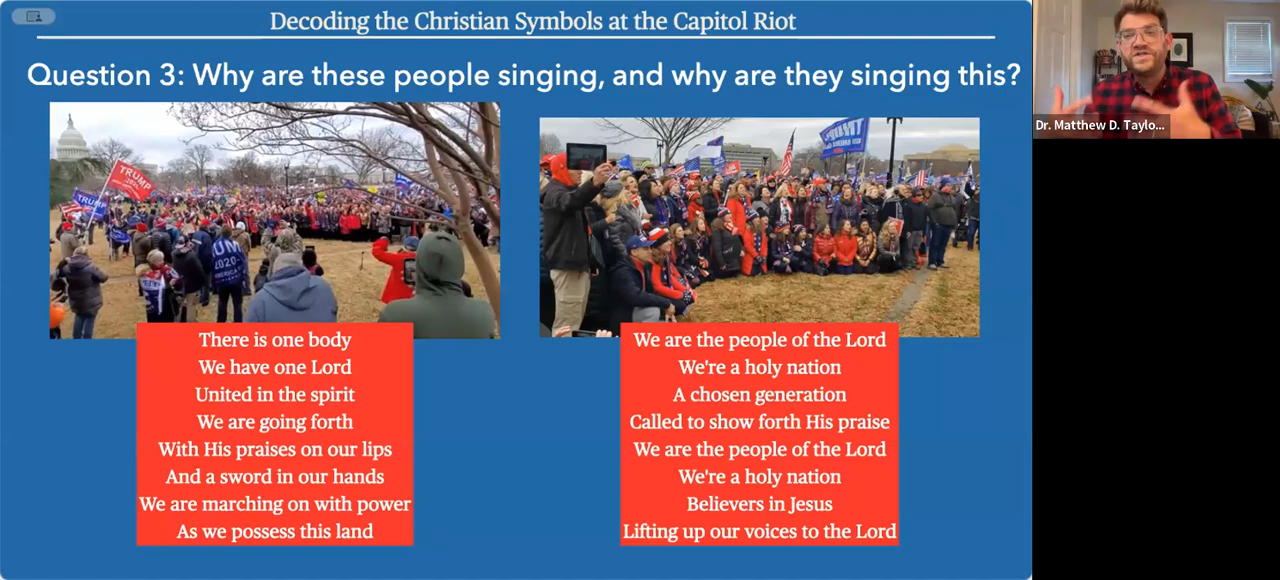 Decoding the Christian Symbols at the Capitol Riot
Question 3: Why are these people singing, and why are they singing this?
TRUMP
TRUMP
UMP
2020
TRUMP
There is one body
We have one Lord
United in the spirit
We are going forth
With His praises on our lips
And a sword in our hands
We are marching on with power
As we possess this land
We are the people of the Lord
We're a holy nation
A chosen generation
Called to show forth His praise
We are the people of the Lord
We're a holy nation
Believers in Jesus
Lifting up our voices to the Lord
Dr. Matthew D. Taylo...